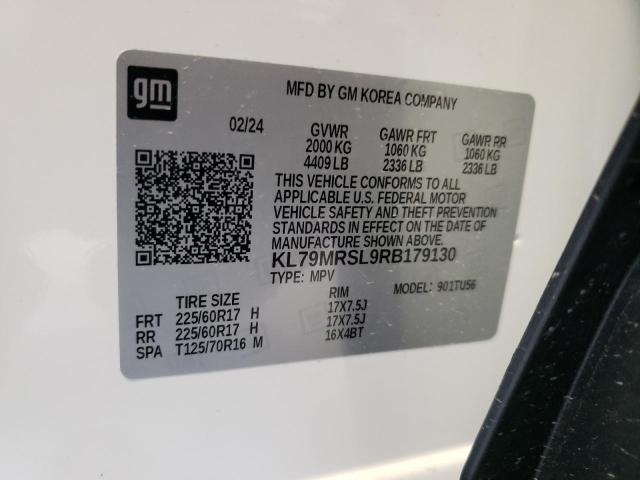 gm
MFD BY GM KOREA COMPANY
02/24 GVWR GAWR FRT GAWR RR
2000 KG 1060 KG 1060 KG
4409 LB 2336 LB 2336 LB
THIS VEHICLE CONFORMS TO ALL
APPLICABLE U.S. FEDERAL MOTOR
VEHICLE SAFETY AND THEFT PREVENTION
STANDARDS IN EFFECT ON THE DATE OF
MANUFACTURE SHOWN ABOVE.
KL79MRSL9RB179130
TYPE: MPV MODEL: 901TU56
TIRE SIZE RIM
FRT 225/60R17 H 17X7.5J
RR 225/60R17 H 17X7.5J
SPA T125/70R16 M 16X4BT